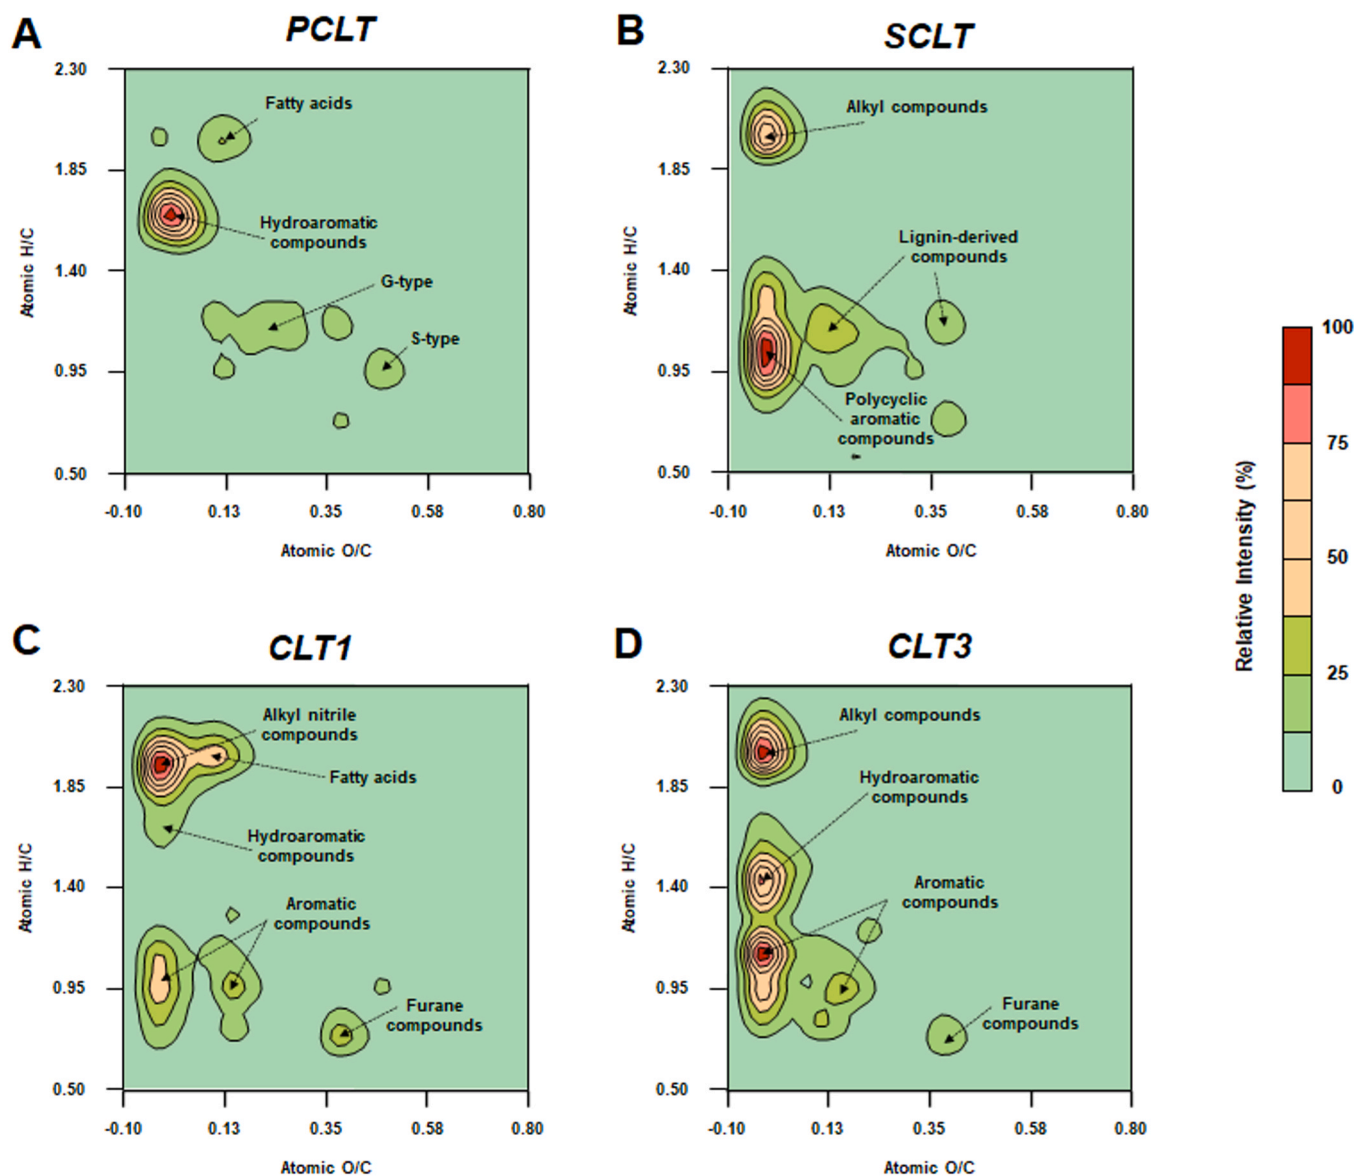 A
PCLT
2.30
1.85
1.40
0.95
0.50
Atomic H/C
Fatty acids
Hydroaromatic
compounds
G-type
S-type
-0.10
0.13
0.35
0.58
0.80
Atomic O/C
B
SCLT
2.30
1.85
1.40
0.95
0.50
Atomic H/C
Alkyl compounds
Lignin-derived
compounds
Polycyclic
aromatic
compounds
-0.10
0.13
0.35
0.58
0.80
Atomic O/C
Relative Intensity (%)
100
75
50
25
0
C
CLT1
2.30
1.85
1.40
0.95
0.50
Atomic H/C
Alkyl nitrile
compounds
Fatty acids
Hydroaromatic
compounds
Aromatic
compounds
Furane
compounds
-0.10
0.13
0.35
0.58
0.80
Atomic O/C
D
CLT3
2.30
1.85
1.40
0.95
0.50
Atomic H/C
Alkyl compounds
Hydroaromatic
compounds
Aromatic
compounds
Furane
compounds
-0.10
0.13
0.35
0.58
0.80
Atomic O/C